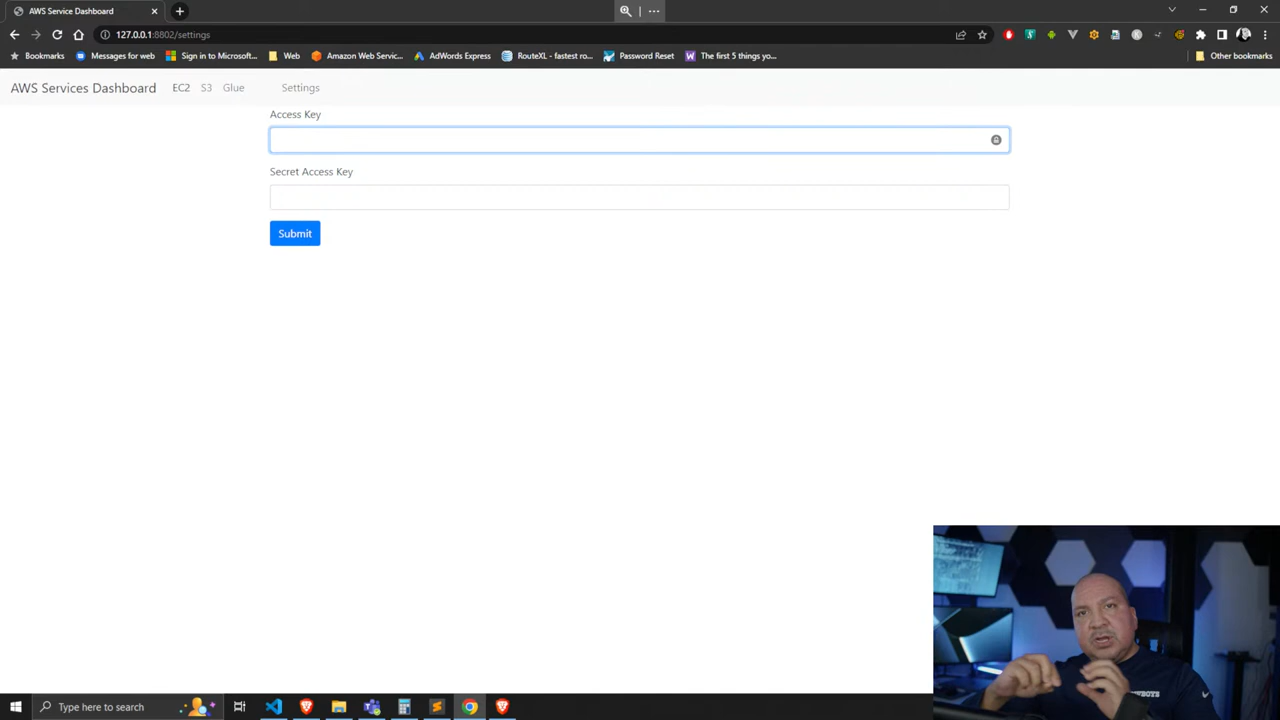 AWS Service Dashboard
127.0.0.1:8802/settings
Bookmarks Messages for web Sign in to Microsoft... Web Amazon Web Servic... AdWords Express RouteXL - fastest ro... Password Reset The first 5 things yo... Other bookmarks
AWS Services Dashboard EC2 S3 Glue Settings
Access Key
Secret Access Key
Submit
Type here to search